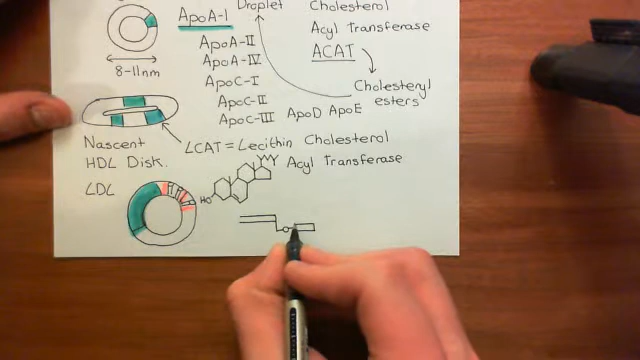 Droplet
Cholesterol
Acyl Transferase
ACAT
Cholesteryl
esters
ApoA-I
ApoA-II
ApoA-IV
ApoC-I
ApoC-II
ApoC-III ApoD ApoE
8-11nm
Nascent
HDL Disk.
LCAT = Lecithin Cholesterol
Acyl Transferase
LDL
HO